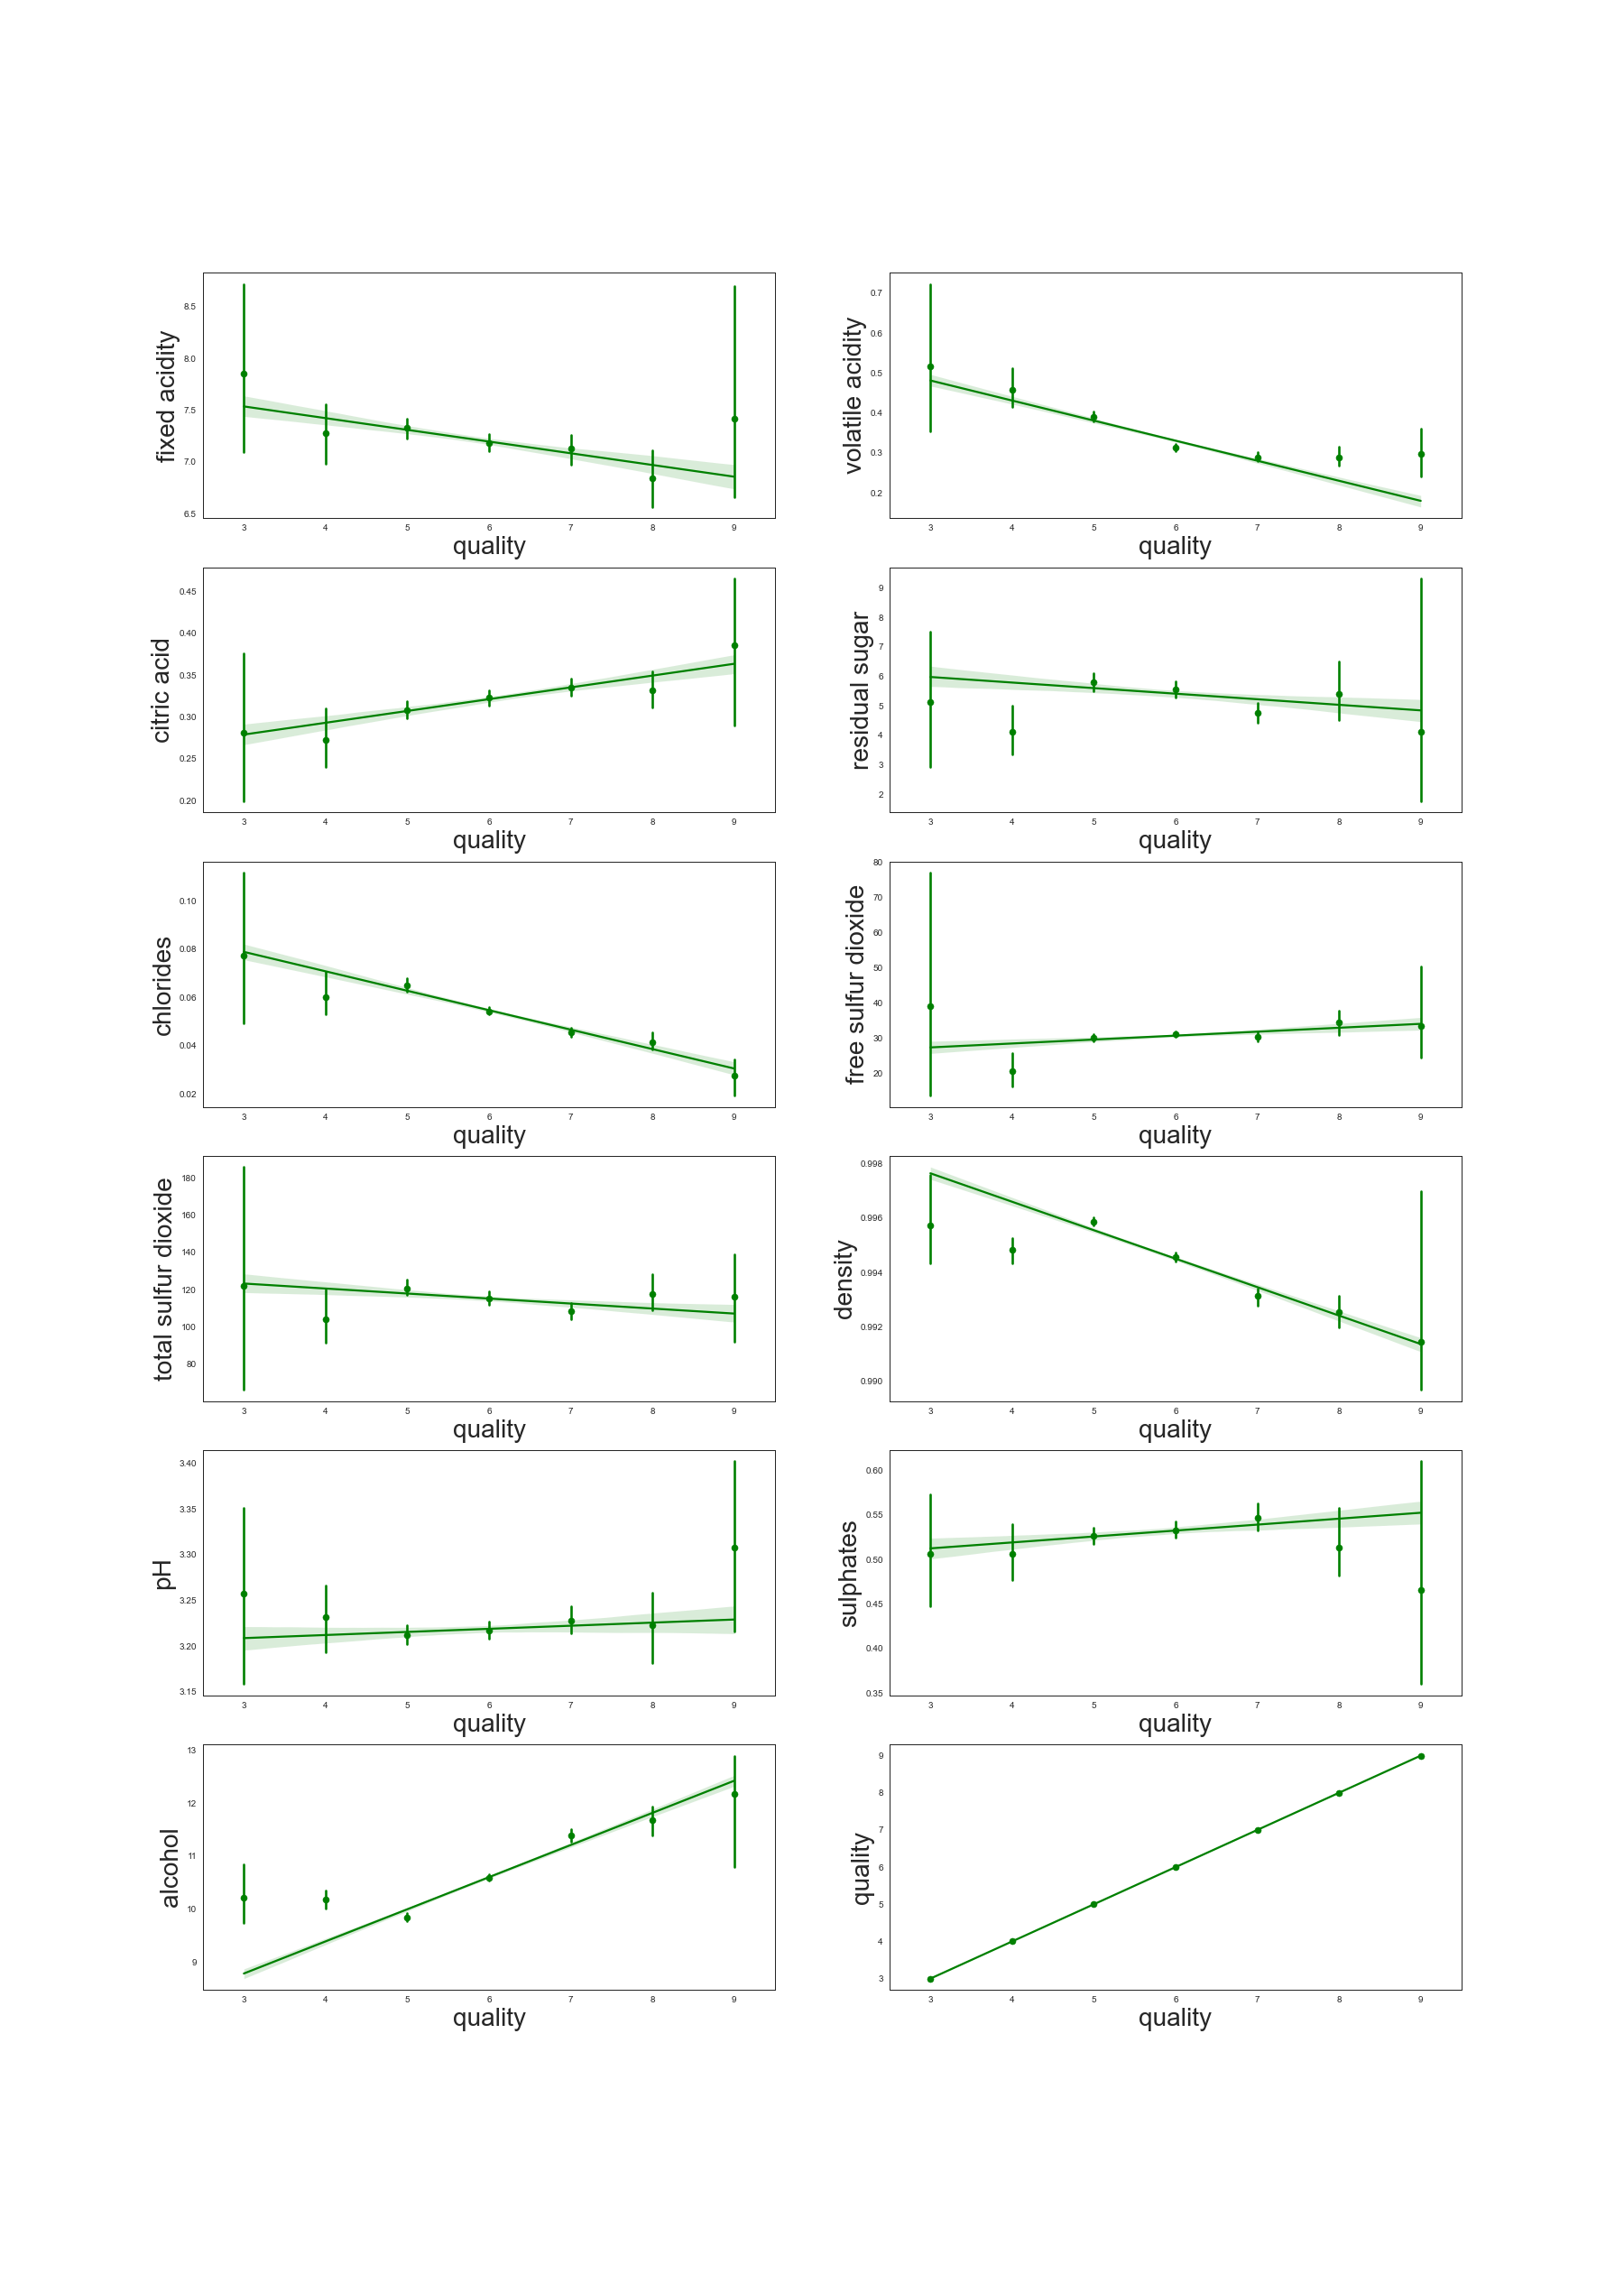 fixed acidity
8.5
8.0
7.5
7.0
6.5
3 4 5 6 7 8 9
quality
volatile acidity
0.7
0.6
0.5
0.4
0.3
0.2
3 4 5 6 7 8 9
quality
citric acid
0.45
0.40
0.35
0.30
0.25
0.20
3 4 5 6 7 8 9
quality
residual sugar
9
8
7
6
5
4
3
2
3 4 5 6 7 8 9
quality
chlorides
0.10
0.08
0.06
0.04
0.02
3 4 5 6 7 8 9
quality
free sulfur dioxide
80
70
60
50
40
30
20
3 4 5 6 7 8 9
quality
total sulfur dioxide
180
160
140
120
100
80
3 4 5 6 7 8 9
quality
density
0.998
0.996
0.994
0.992
0.990
3 4 5 6 7 8 9
quality
pH
3.40
3.35
3.30
3.25
3.20
3.15
3 4 5 6 7 8 9
quality
sulphates
0.60
0.55
0.50
0.45
0.40
0.35
3 4 5 6 7 8 9
quality
alcohol
13
12
11
10
9
3 4 5 6 7 8 9
quality
quality
9
8
7
6
5
4
3
3 4 5 6 7 8 9
quality